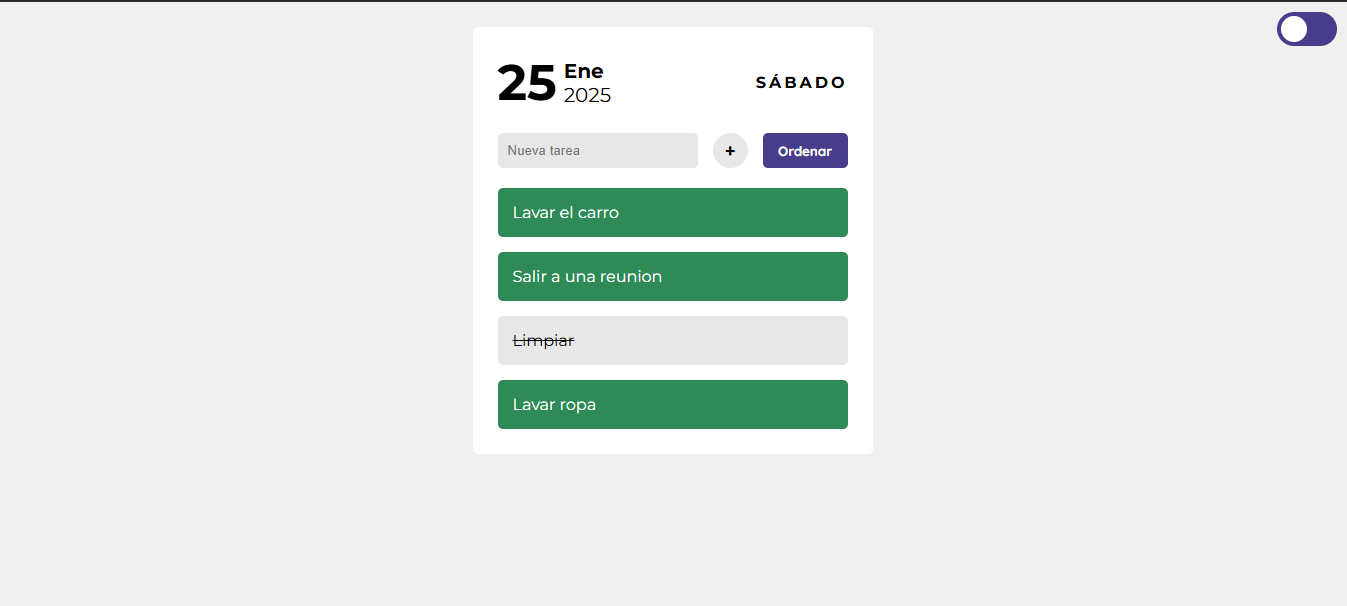 25
Ene
2025
SÁBADO
Nueva tarea
+
Ordenar
Lavar el carro
Salir a una reunion
Limpiar
Lavar ropa